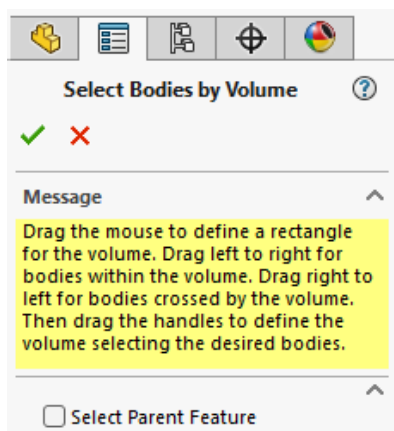 Select Bodies by Volume
Message
Drag the mouse to define a rectangle
for the volume. Drag left to right for
bodies within the volume. Drag right to
left for bodies crossed by the volume.
Then drag the handles to define the
volume selecting the desired bodies.
Select Parent Feature